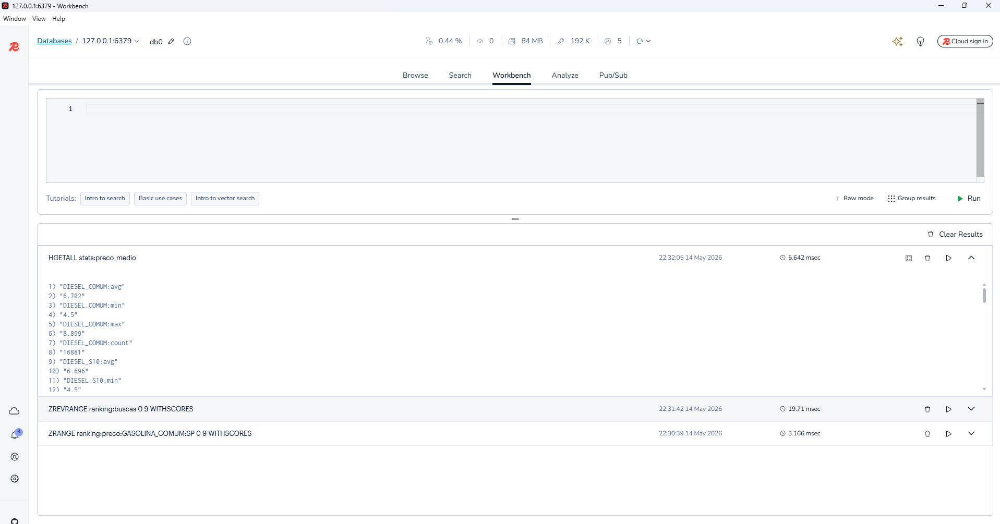 127.0.0.1:6379 - Workbench
Window View Help
Databases / 127.0.0.1:6379 db0 0.44 % 0 84 MB 192 K 5 Cloud sign in
Browse Search Workbench Analyze Pub/Sub
1
Tutorials: Intro to search Basic use cases Intro to vector search -r Raw mode Group results Run
Clear Results
HGETALL stats:preco_medio 22:32:05 14 May 2026 5.642 msec
1) "DIESEL_COMUM:avg"
2) "6.702"
3) "DIESEL_COMUM:min"
4) "4.5"
5) "DIESEL_COMUM:max"
6) "8.899"
7) "DIESEL_COMUM:count"
8) "16881"
9) "DIESEL_S10:avg"
10) "6.696"
11) "DIESEL_S10:min"
12) "4.5"
ZREVRANGE ranking:buscas 0 9 WITHSCORES 22:31:42 14 May 2026 19.71 msec
3
ZRANGE ranking:preco:GASOLINA_COMUM:SP 0 9 WITHSCORES 22:30:39 14 May 2026 3.166 msec